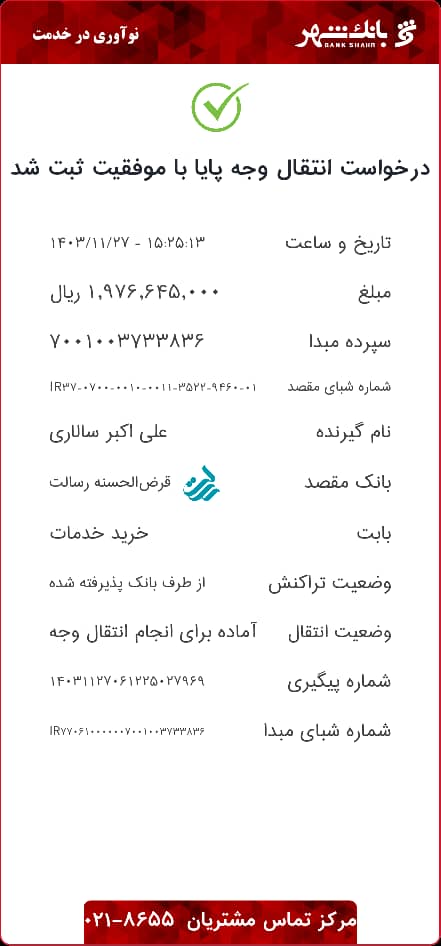 بانک شهر
BANK SHAHR
نوآوری در خدمت
درخواست انتقال وجه پایا با موفقیت ثبت شد
تاریخ و ساعت ۱۴۰۳/۱۱/۲۷ - ۱۵:۲۵:۱۳
مبلغ ۱,۹۷۶,۶۴۵,۰۰۰ ریال
سپرده مبدا ۷۰۰۱۰۰۳۷۳۳۸۳۶
شماره شبای مقصد IR۳۷-۰۷۰۰-۰۰۱۰-۰۰۱۱-۳۵۲۲-۹۴۶۰-۰۱
نام گیرنده علی اکبر سالاری
بانک مقصد قرض‌الحسنه رسالت
بابت خرید خدمات
وضعیت تراکنش از طرف بانک پذیرفته شده
وضعیت انتقال آماده برای انجام انتقال وجه
شماره پیگیری ۱۴۰۳۱۱۲۷۰۶۱۲۲۵۰۲۷۹۶۹
شماره شبای مبدا IR۷۷۰۶۱۰۰۰۰۰۰۷۰۰۱۰۰۳۷۳۳۸۳۶
مرکز تماس مشتریان ۸۶۵۵-۰۲۱